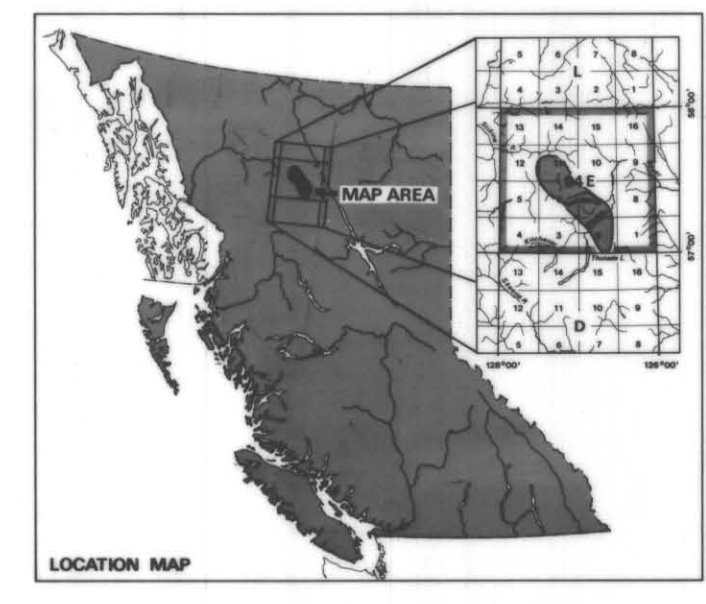 5 6 7 8
L
4 3 2 1
58°00'
13 14 15 16
12 10 9
E
5 8
4 3 1
57°00'
Thutade L.
13 14 15 16
12 11 10 9
D
5 6 7 8
128°00' 126°00'
MAP AREA
LOCATION MAP